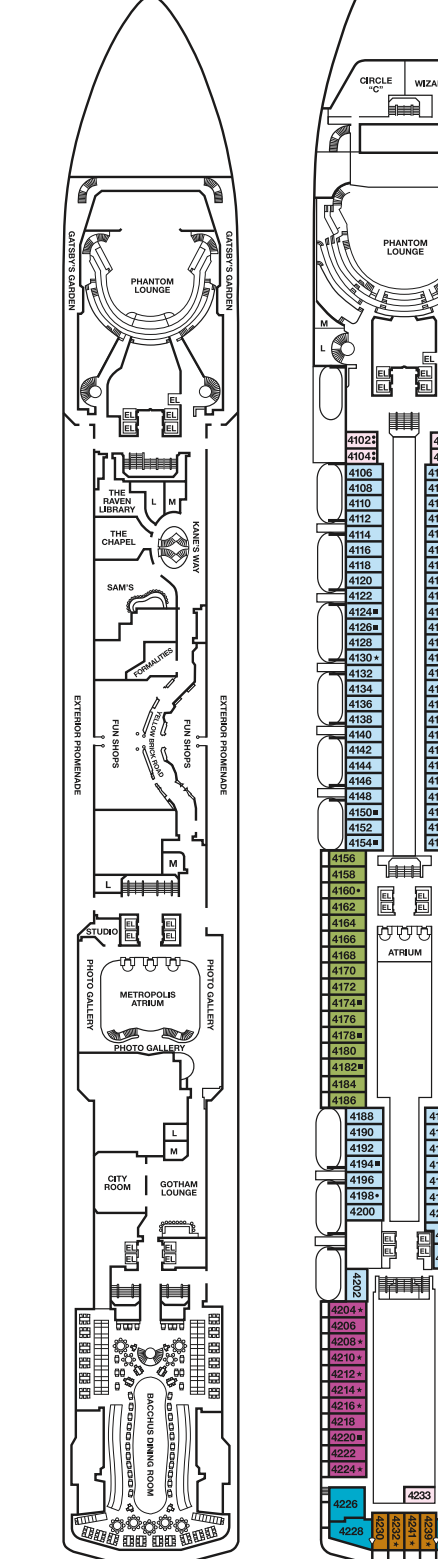 GATSBY'S GARDEN
GATSBY'S GARDEN
PHANTOM
LOUNGE
EL
EL
EL
EL
EL
THE
RAVEN
LIBRARY
L
M
THE
CHAPEL
KANE'S WAY
SAM'S
FORMALITIES
EXTERIOR PROMENADE
FUN SHOPS
YELLOW BRICK ROAD
FUN SHOPS
EXTERIOR PROMENADE
M
L
STUDIO
EL
EL
EL
EL
PHOTO GALLERY
METROPOLIS
ATRIUM
PHOTO GALLERY
PHOTO GALLERY
L
M
CITY
ROOM
GOTHAM
LOUNGE
EL
EL
EL
EL
BACCHUS DINING ROOM
CIRCLE
"C"
WIZA
PHANTOM
LOUNGE
M
L
EL
EL
EL
EL
EL
4102
4104
4106
4108
4110
4112
4114
4116
4118
4120
4122
4124■
4126■
4128
4130★
4132
4134
4136
4138
4140
4142
4144
4146
4148
4150■
4152
4154■
4156
4158
4160•
4162
4164
4166
4168
4170
4172
4174■
4176
4178■
4180
4182■
4184
4186
EL
EL
EL
EL
ATRIUM
4188
4190
4192
4194■
4196
4198•
4200
EL
EL
EL
EL
4202
4204★
4206
4208★
4210★
4212★
4214★
4216★
4218
4220■
4222
4224★
4226
4228
4233
4230
4232★
4241★
4239★